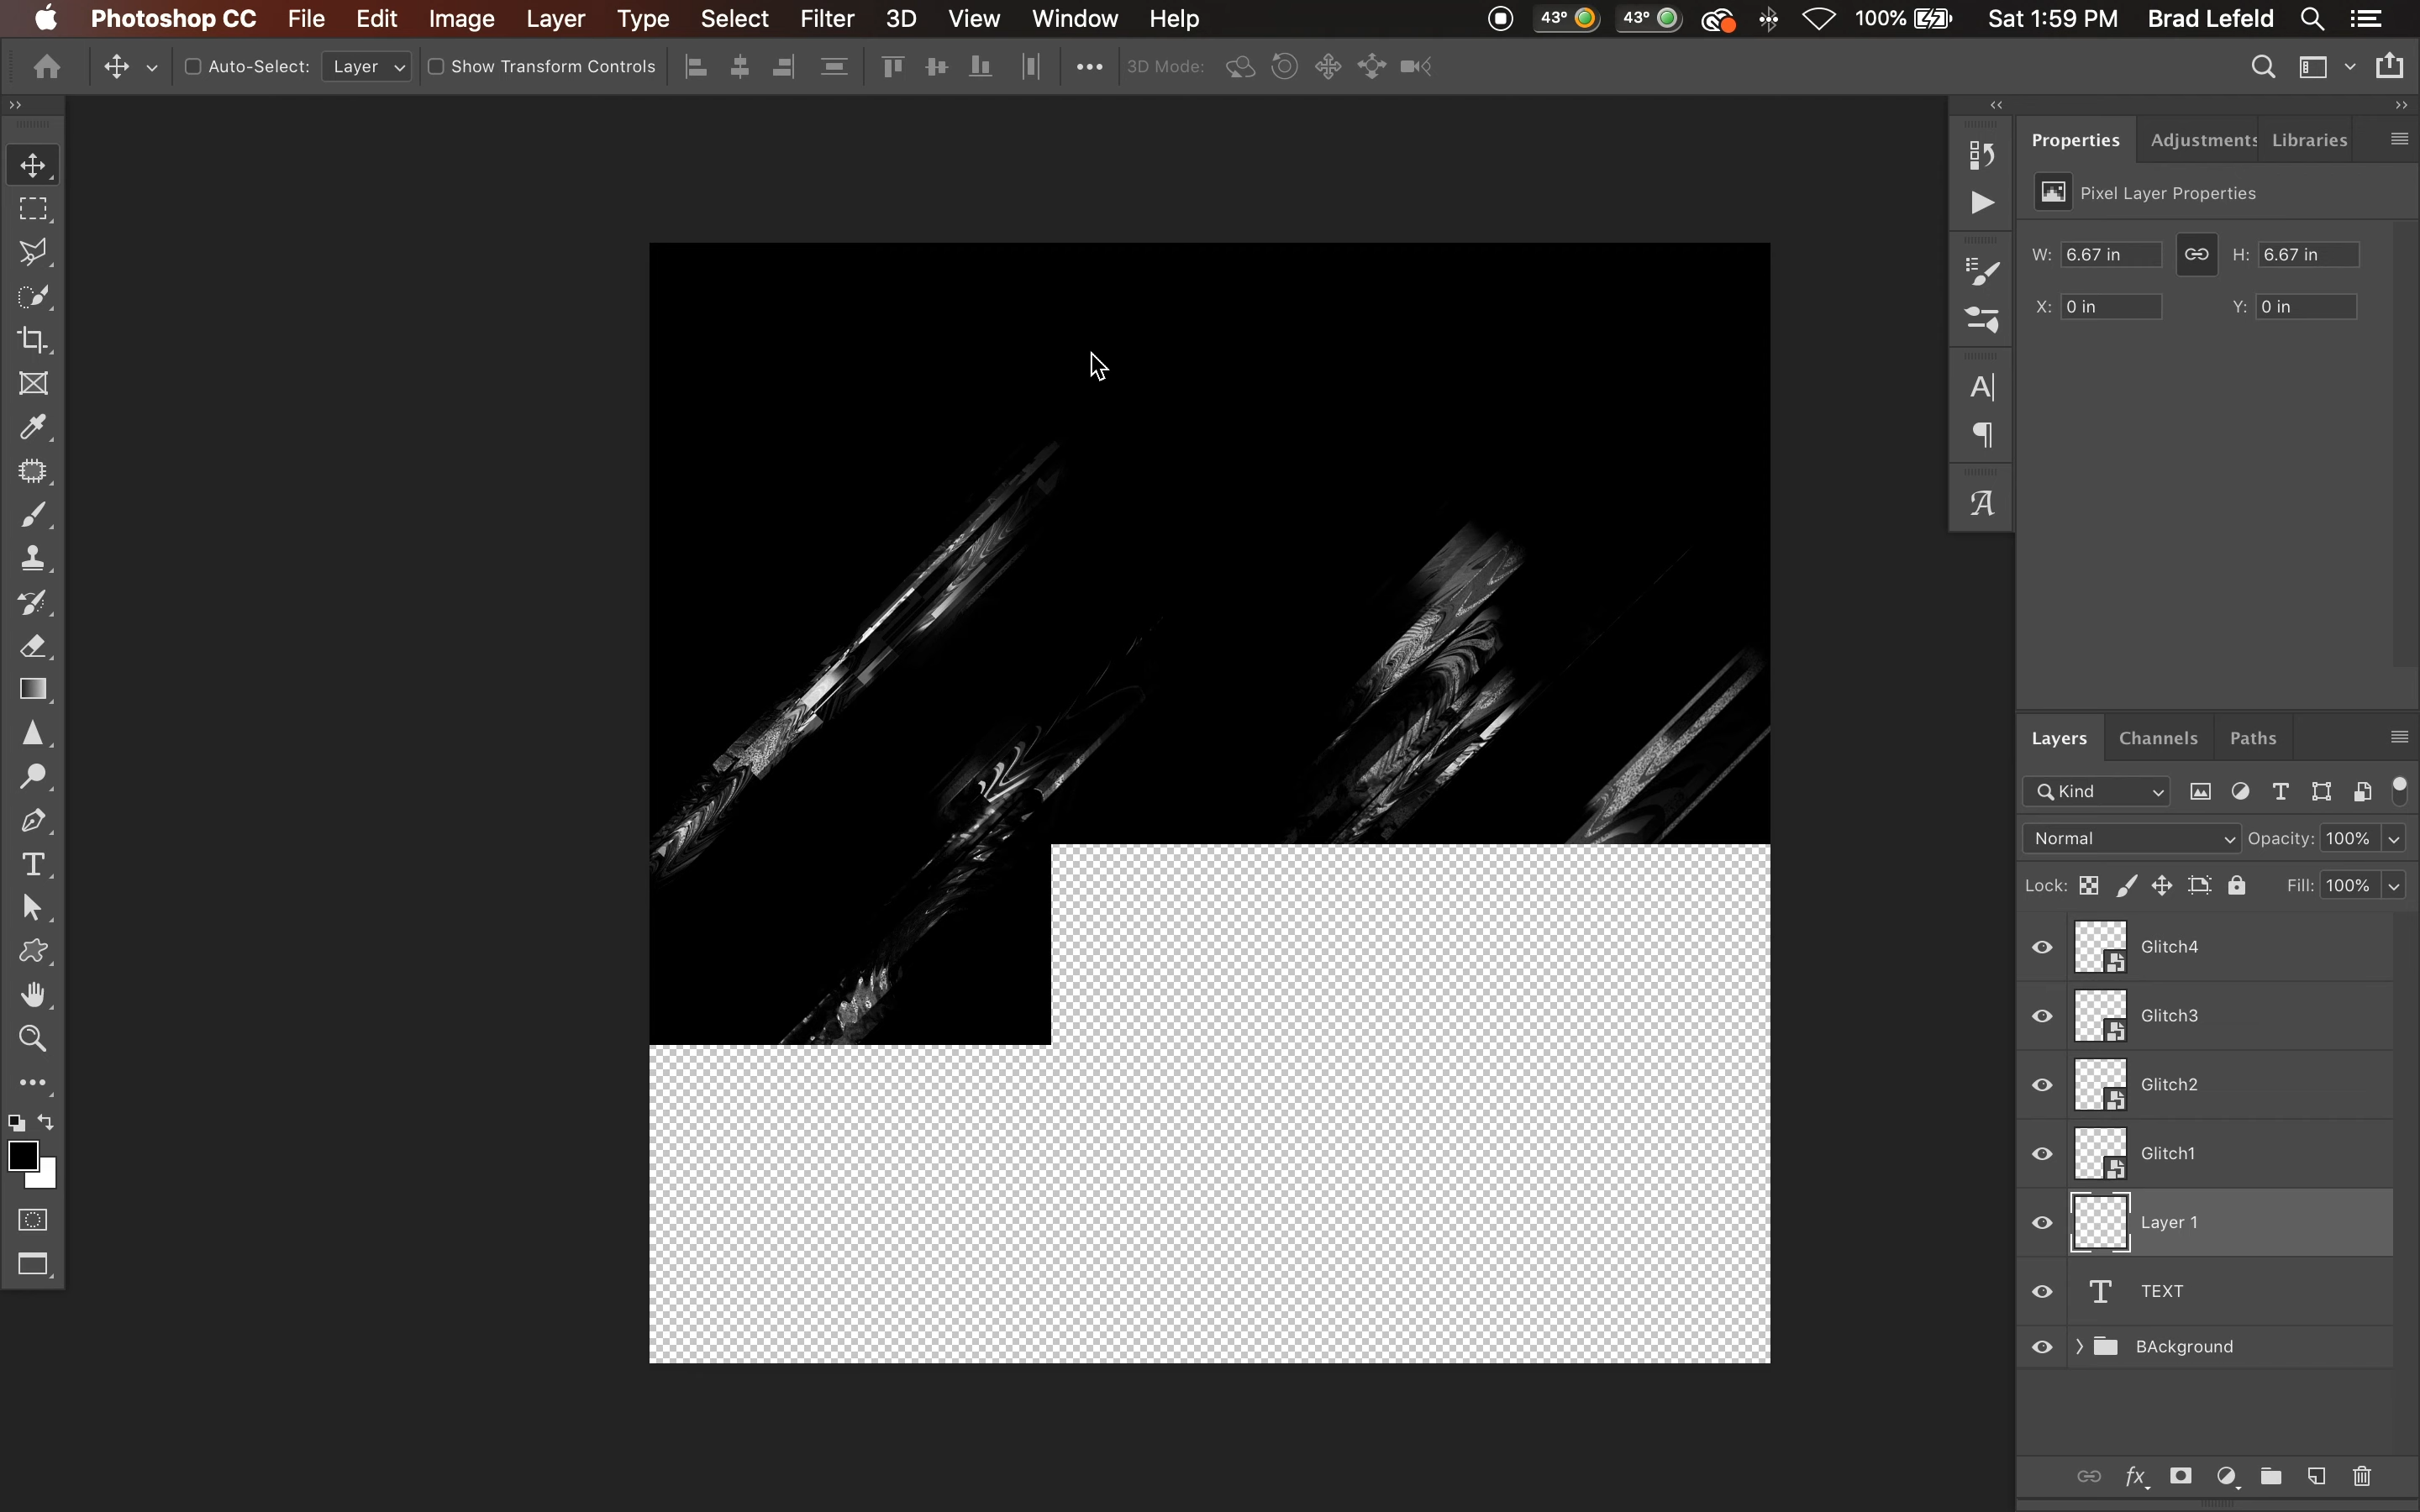 Photoshop CC File Edit Image Layer Type Select Filter 3D View Window Help 43° 43° 100% Sat 1:59 PM Brad Lefeld
Auto-Select: Layer Show Transform Controls 3D Mode:
Properties Adjustments Libraries
Pixel Layer Properties
W: 6.67 in H: 6.67 in
X: 0 in Y: 0 in
Layers Channels Paths
Kind
Normal Opacity: 100%
Lock: Fill: 100%
Glitch4
Glitch3
Glitch2
Glitch1
Layer 1
TEXT
BAckground